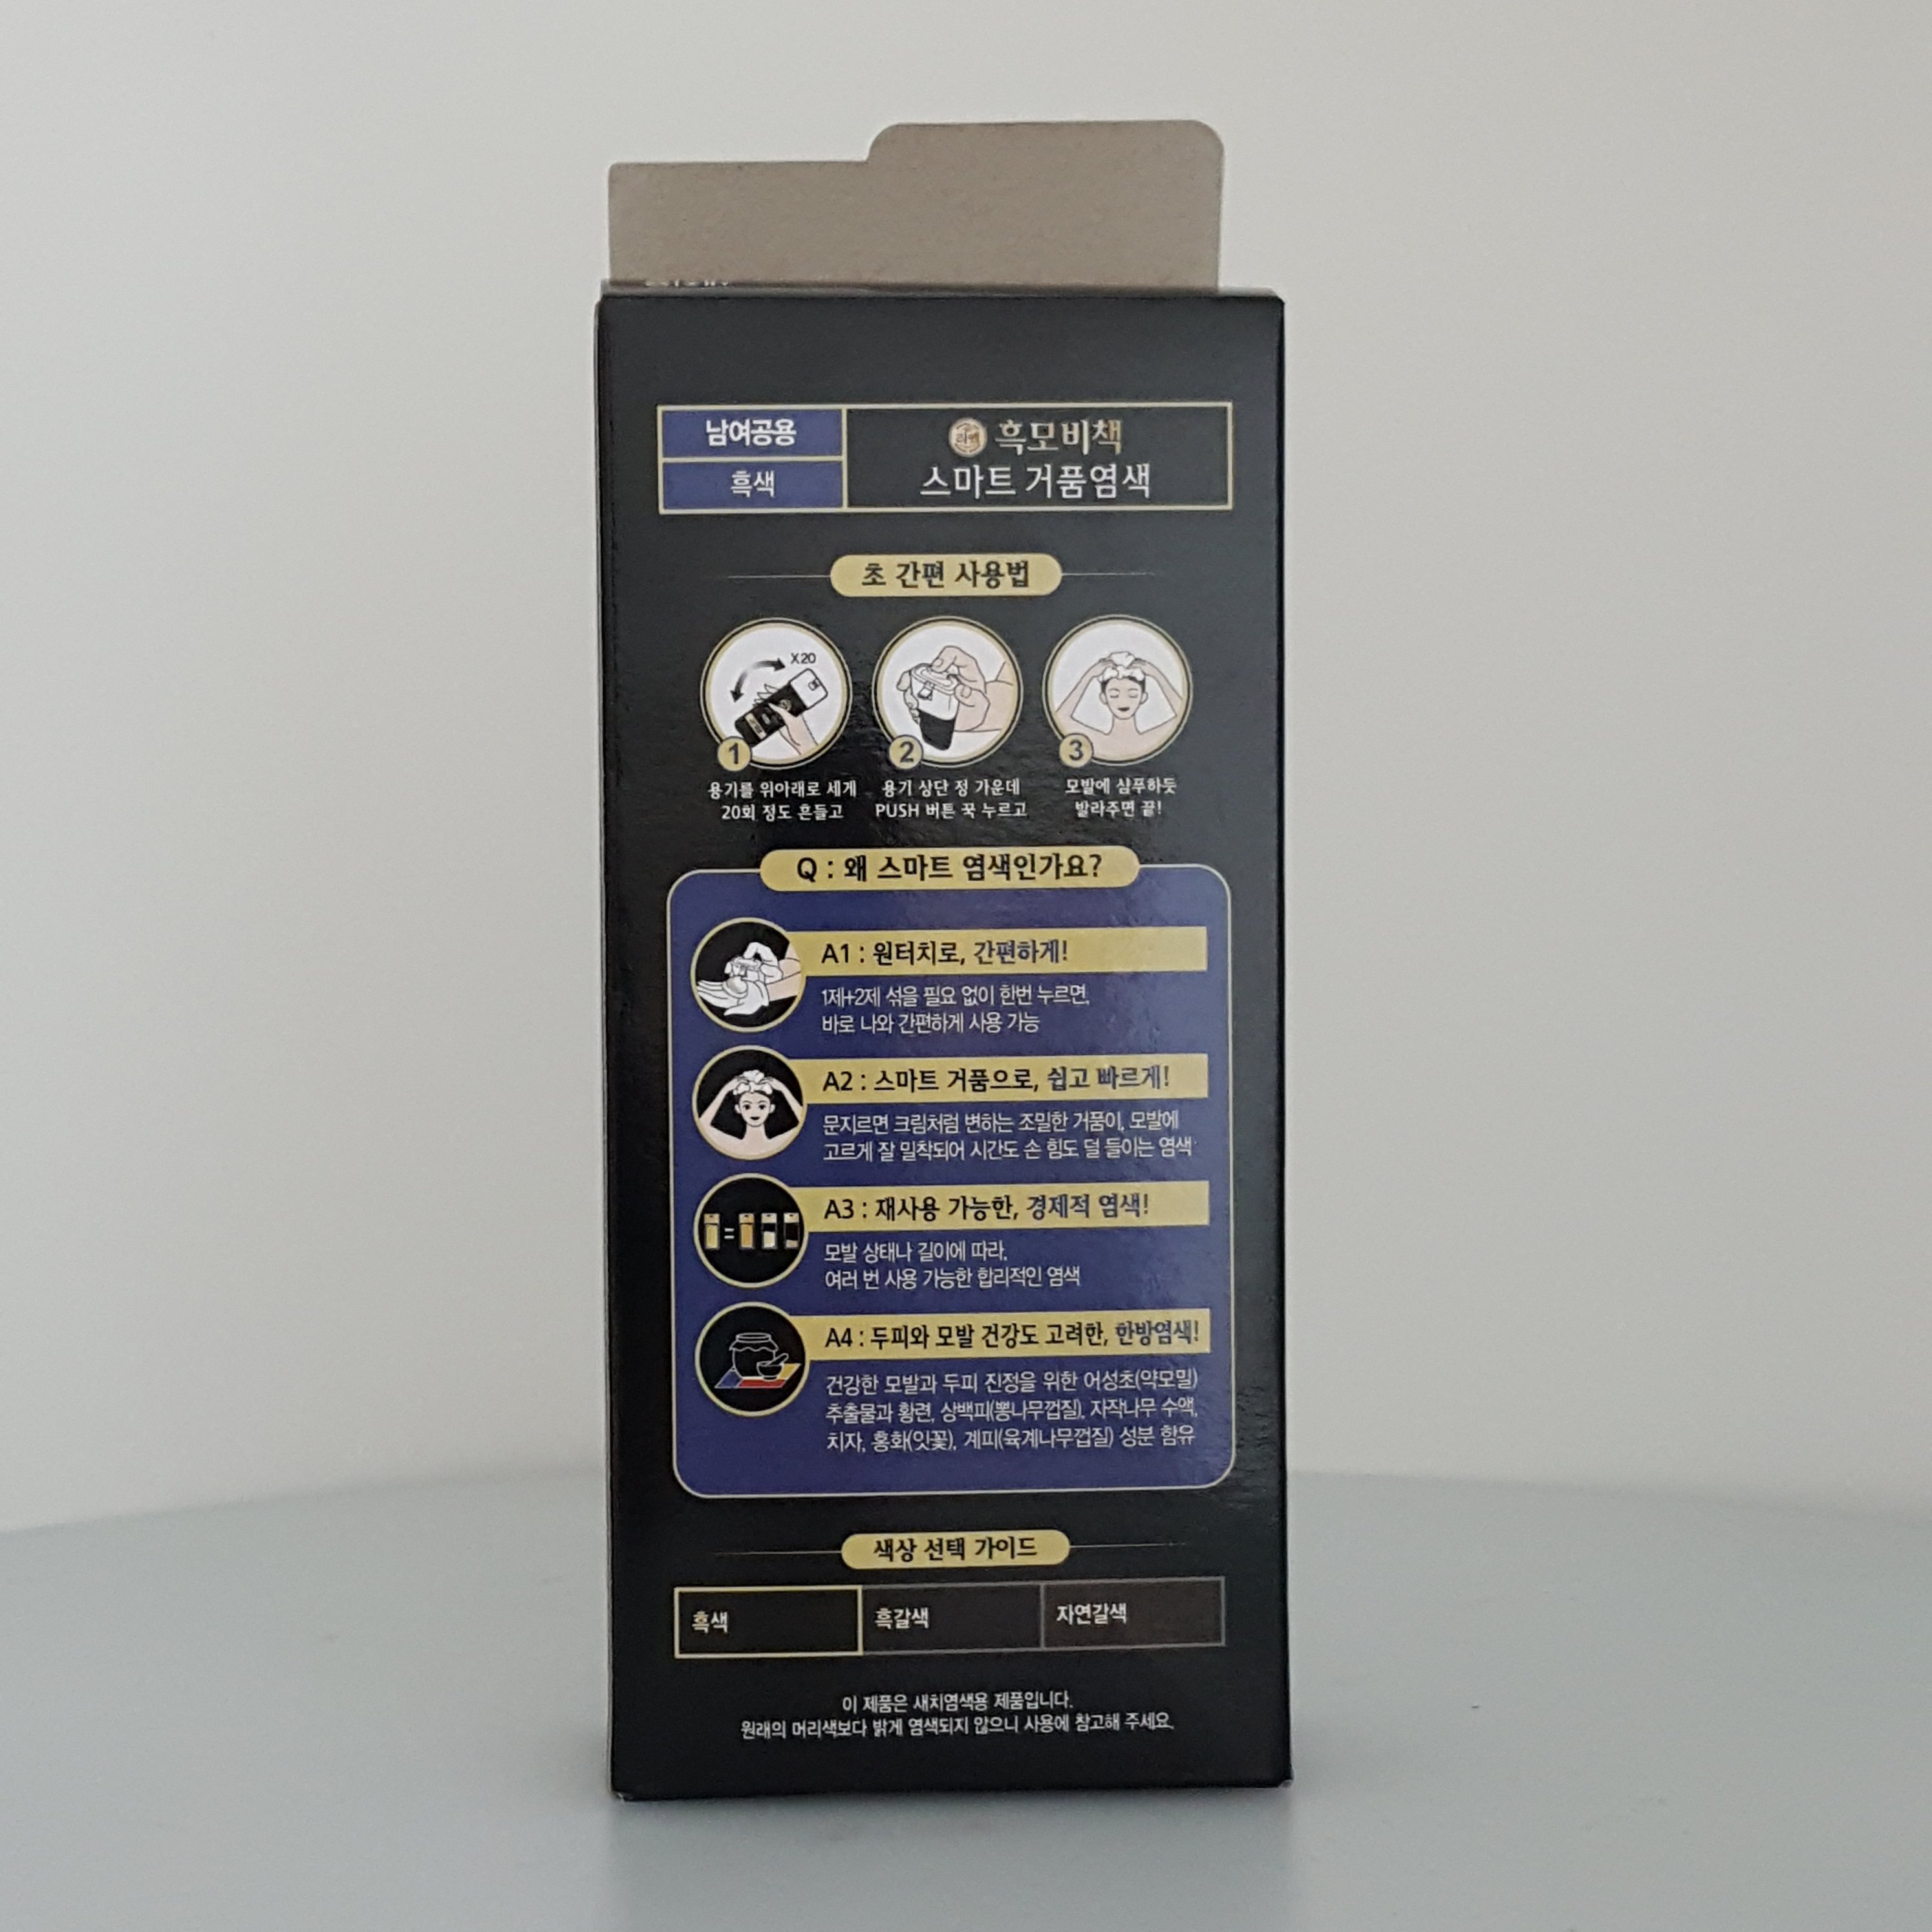 남여공용
흑색
리엔 흑모비책
스마트 거품염색
초 간편 사용법
X20
1
용기를 위아래로 세게
20회 정도 흔들고
2
용기 상단 정 가운데
PUSH 버튼 꾹 누르고
3
모발에 샴푸하듯
발라주면 끝!
Q : 왜 스마트 염색인가요?
A1 : 원터치로, 간편하게!
1제+2제 섞을 필요 없이 한번 누르면,
바로 나와 간편하게 사용 가능
A2 : 스마트 거품으로, 쉽고 빠르게!
문지르면 크림처럼 변하는 조밀한 거품이, 모발에
고르게 잘 밀착되어 시간도 손 힘도 덜 들이는 염색
A3 : 재사용 가능한, 경제적 염색!
모발 상태나 길이에 따라,
여러 번 사용 가능한 합리적인 염색
A4 : 두피와 모발 건강도 고려한, 한방염색!
건강한 모발과 두피 진정을 위한 어성초(약모밀)
추출물과 황련, 상백피(뽕나무껍질), 자작나무 수액,
치자, 홍화(잇꽃), 계피(육계나무껍질) 성분 함유
색상 선택 가이드
흑색
흑갈색
자연갈색
이 제품은 새치염색용 제품입니다.
원래의 머리색보다 밝게 염색되지 않으니 사용에 참고해 주세요.